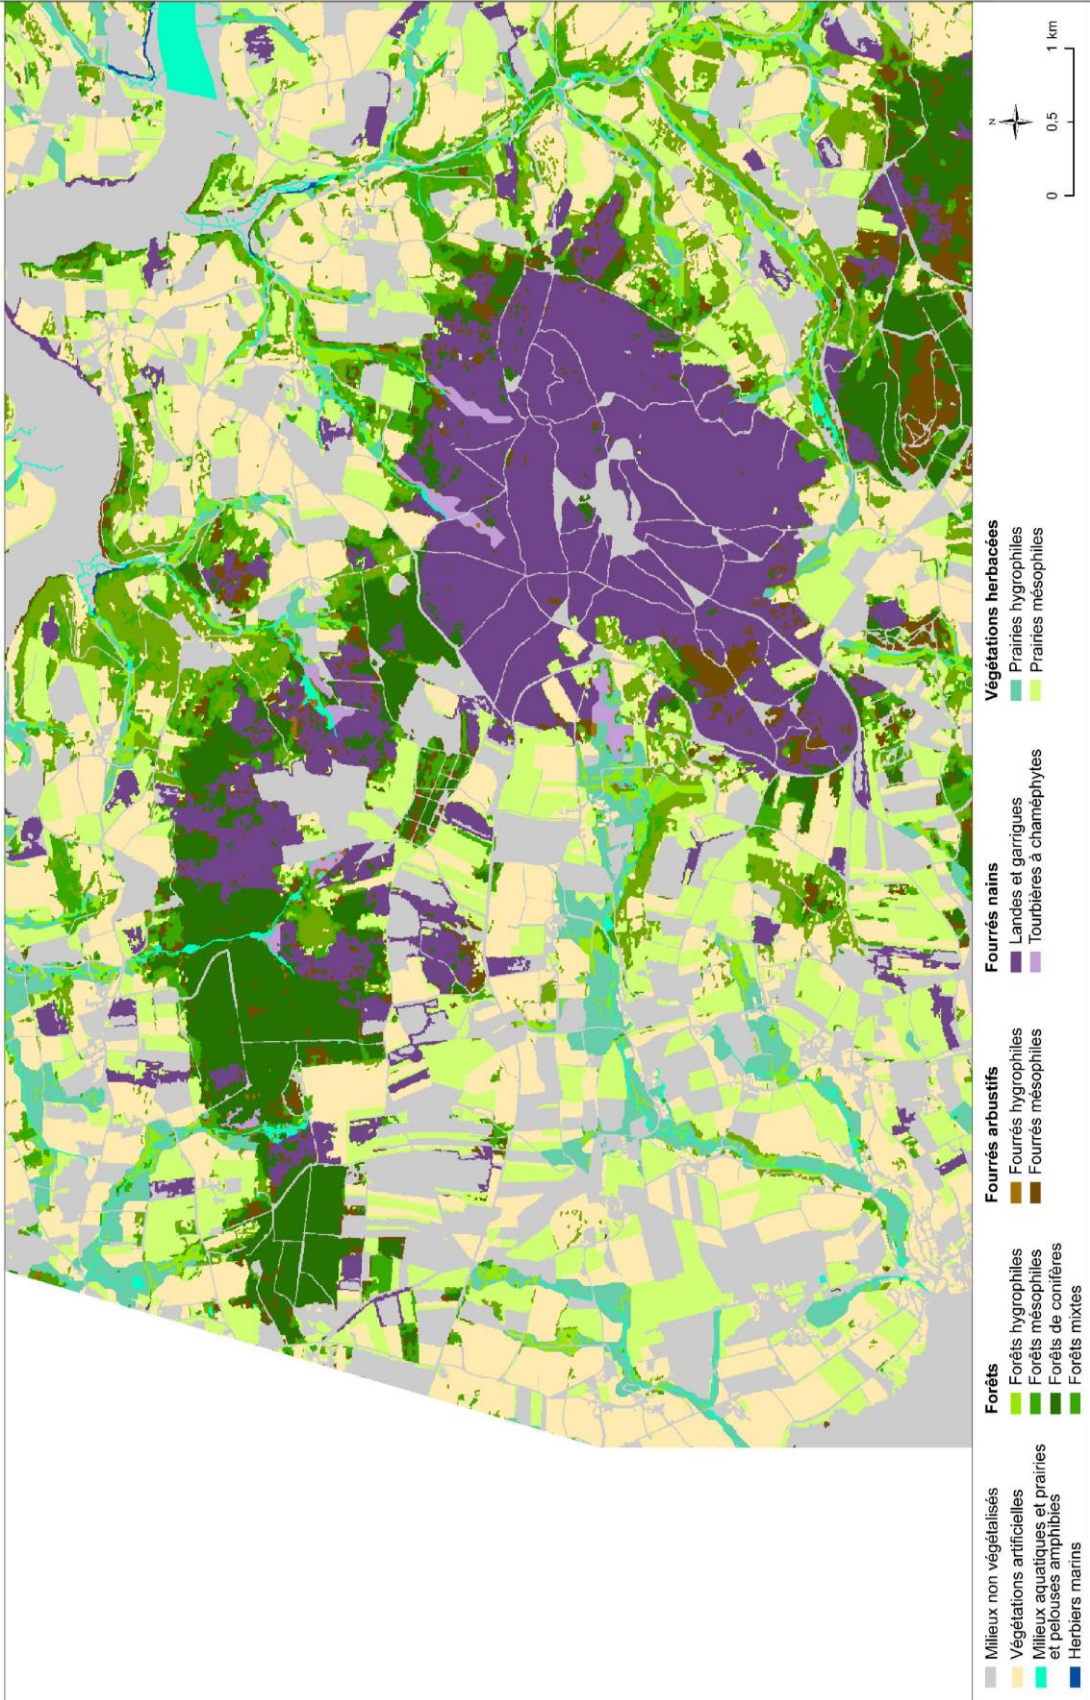 Milieux non végétalisés
Végétations artificielles
Milieux aquatiques et prairies
et pelouses amphibies
Herbiers marins
Forêts
Forêts hygrophiles
Forêts mésophiles
Forêts de conifères
Forêts mixtes
Fourrés arbustifs
Fourrés hygrophiles
Fourrés mésophiles
Fourrés nains
Landes et garrigues
Tourbières à chaméphytes
Végétations herbacées
Prairies hygrophiles
Prairies mésophiles
N
0 0.5 1 km